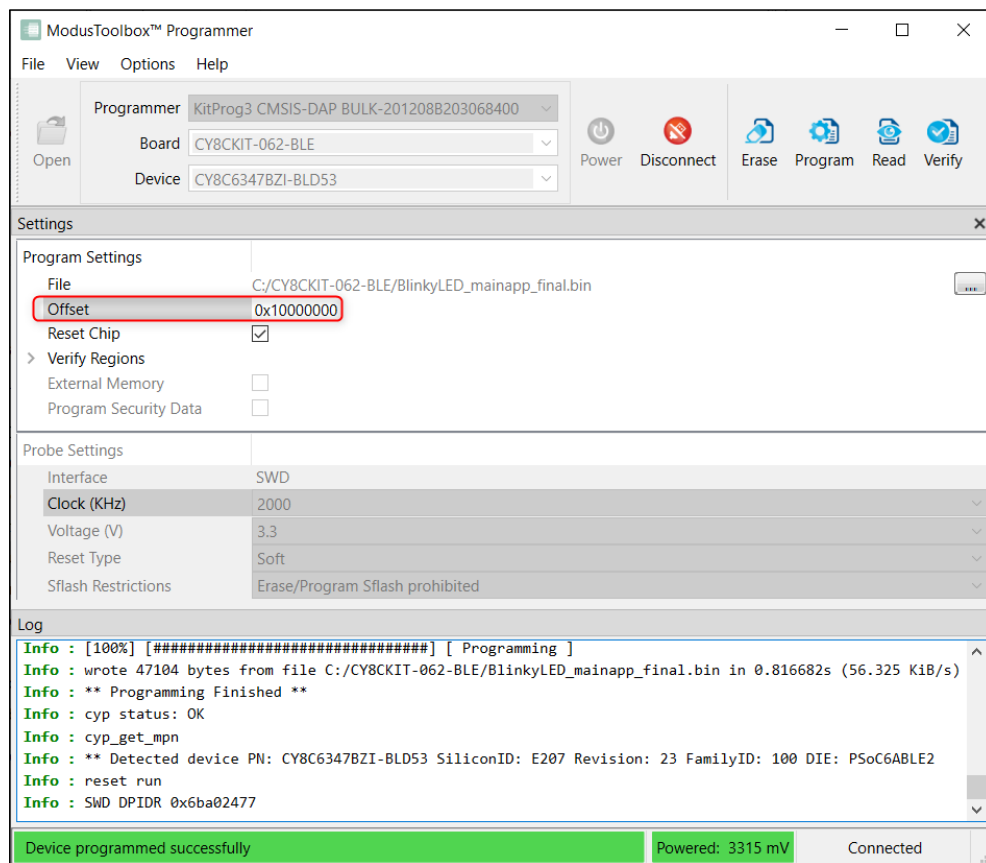 ModusToolbox™ Programmer
File View Options Help
Open
Programmer KitProg3 CMSIS-DAP BULK-201208B203068400
Board CY8CKIT-062-BLE
Device CY8C6347BZI-BLD53
Power Disconnect Erase Program Read Verify
Settings
Program Settings
File C:/CY8CKIT-062-BLE/BlinkyLED_mainapp_final.bin ...
Offset 0x10000000
Reset Chip
Verify Regions
External Memory
Program Security Data
Probe Settings
Interface SWD
Clock (KHz) 2000
Voltage (V) 3.3
Reset Type Soft
Sflash Restrictions Erase/Program Sflash prohibited
Log
Info : [100%] [################################] [ Programming ]
Info : wrote 47104 bytes from file C:/CY8CKIT-062-BLE/BlinkyLED_mainapp_final.bin in 0.816682s (56.325 KiB/s)
Info : ** Programming Finished **
Info : cyp status: OK
Info : cyp_get_mpn
Info : ** Detected device PN: CY8C6347BZI-BLD53 SiliconID: E207 Revision: 23 FamilyID: 100 DIE: PSoC6ABLE2
Info : reset run
Info : SWD DPIDR 0x6ba02477
Device programmed successfully Powered: 3315 mV Connected